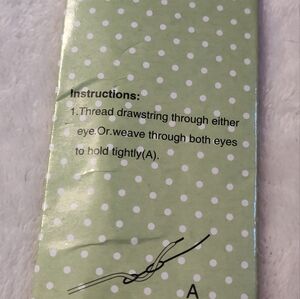 Instructions:
1.Thread drawstring through either
eye.Or.weave through both eyes
to hold tightly(A).
A